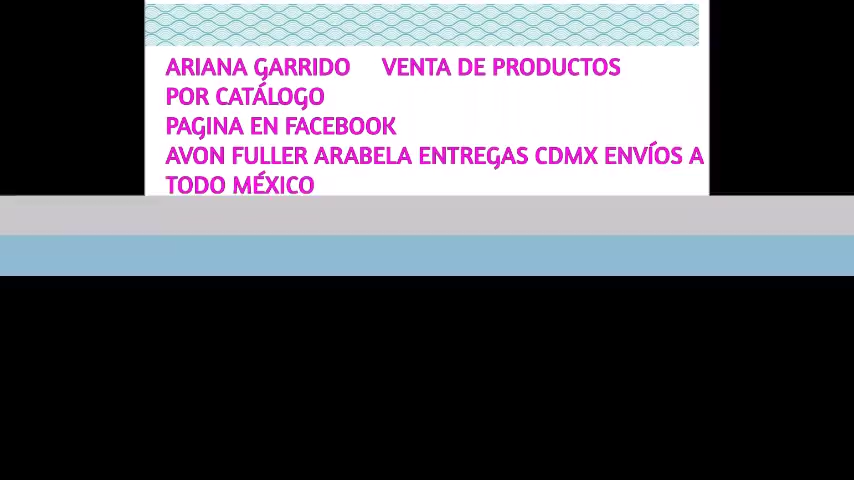 ARIANA GARRIDO VENTA DE PRODUCTOS
POR CATÁLOGO
PAGINA EN FACEBOOK
AVON FULLER ARABELA ENTREGAS CDMX ENVÍOS A
TODO MÉXICO